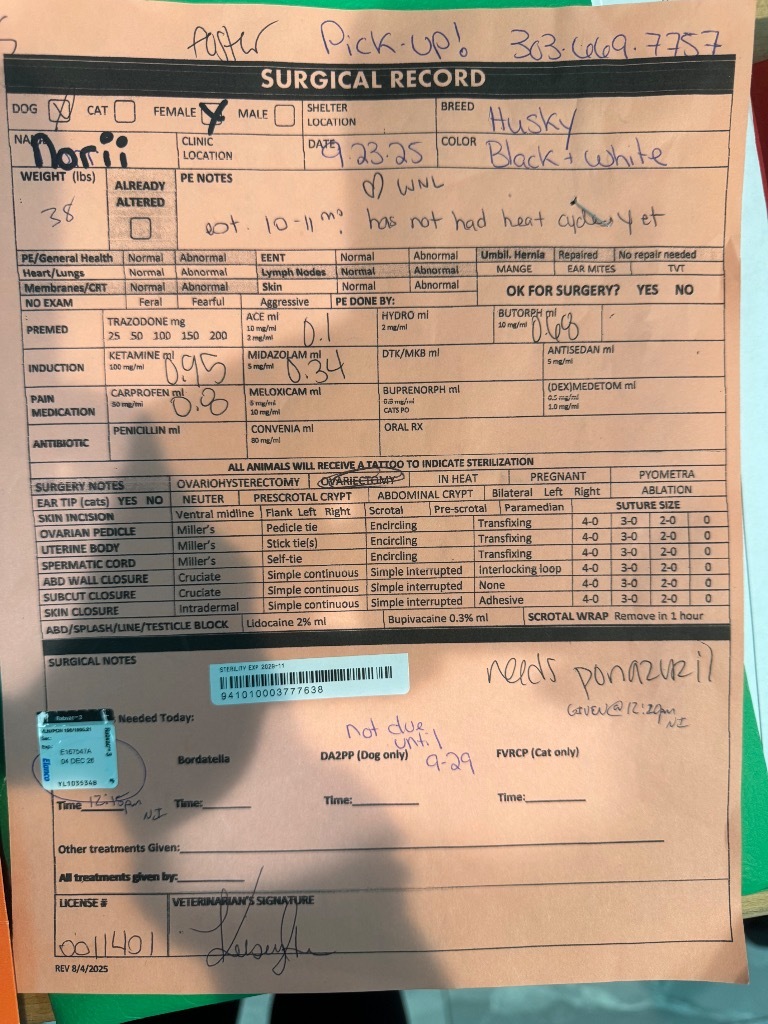 foster Pick-up! 303.669.7757
SURGICAL RECORD
DOG CAT FEMALE MALE SHELTER LOCATION BREED Husky
NAME Norii CLINIC LOCATION DATE 9.23.25 COLOR Black + White
WEIGHT (lbs) 38 ALREADY ALTERED PE NOTES WNL
est. 10-11 mo has not had heat cycle yet
PE/General Health Normal Abnormal EENT Normal Abnormal Umbil. Hernia Repaired No repair needed
Heart/Lungs Normal Abnormal Lymph Nodes Normal Abnormal MANGE EAR MITES TVT
Membranes/CRT Normal Abnormal Skin Normal Abnormal OK FOR SURGERY? YES NO
NO EXAM Feral Fearful Aggressive PE DONE BY:
PREMED TRAZODONE mg 25 50 100 150 200 ACE ml 10 mg/ml 2 mg/ml 0.1 HYDRO ml 2 mg/ml BUTORPH ml 10 mg/ml 0.68
INDUCTION KETAMINE ml 100 mg/ml 0.95 MIDAZOLAM ml 5 mg/ml 0.34 DTK/MKB ml ANTISEDAN ml 5 mg/ml
PAIN MEDICATION CARPROFEN ml 50 mg/ml 0.8 MELOXICAM ml 5 mg/ml 10 mg/ml BUPRENORPH ml 0.3 mg/ml CATS PO (DEX)MEDETOM ml 0.5 mg/ml 1.0 mg/ml
ANTIBIOTIC PENICILLIN ml CONVENIA ml 80 mg/ml ORAL RX
ALL ANIMALS WILL RECEIVE A TATTOO TO INDICATE STERILIZATION
SURGERY NOTES OVARIOHYSTERECTOMY OVARIECTOMY IN HEAT PREGNANT PYOMETRA
EAR TIP (cats) YES NO NEUTER PRESCROTAL CRYPT ABDOMINAL CRYPT Bilateral Left Right ABLATION
SKIN INCISION Ventral midline Flank Left Right Scrotal Pre-scrotal Paramedian SUTURE SIZE
OVARIAN PEDICLE Miller's Pedicle tie Encircling Transfixing 4-0 3-0 2-0 0
UTERINE BODY Miller's Stick tie(s) Encircling Transfixing 4-0 3-0 2-0 0
SPERMATIC CORD Miller's Self-tie Encircling Transfixing 4-0 3-0 2-0 0
ABD WALL CLOSURE Cruciate Simple continuous Simple interrupted Interlocking loop 4-0 3-0 2-0 0
SUBCUT CLOSURE Cruciate Simple continuous Simple interrupted None 4-0 3-0 2-0 0
SKIN CLOSURE Intradermal Simple continuous Simple interrupted Adhesive 4-0 3-0 2-0 0
ABD/SPLASH/LINE/TESTICLE BLOCK Lidocaine 2% ml Bupivacaine 0.3% ml SCROTAL WRAP Remove in 1 hour
SURGICAL NOTES
STERILITY EXP 2029-11
941010003777638
needs ponazuril
GIVEN @ 12:20pm NI
Needed Today:
E167047A
04 DEC 26
Elanco
YL103534B
not due until 9-29
Bordatella DA2PP (Dog only) FVRCP (Cat only)
Time 12:15pm NI Time: Time: Time:
Other treatments Given:
All treatments given by:
LICENSE # VETERINARIAN'S SIGNATURE
0011401
REV 8/4/2025